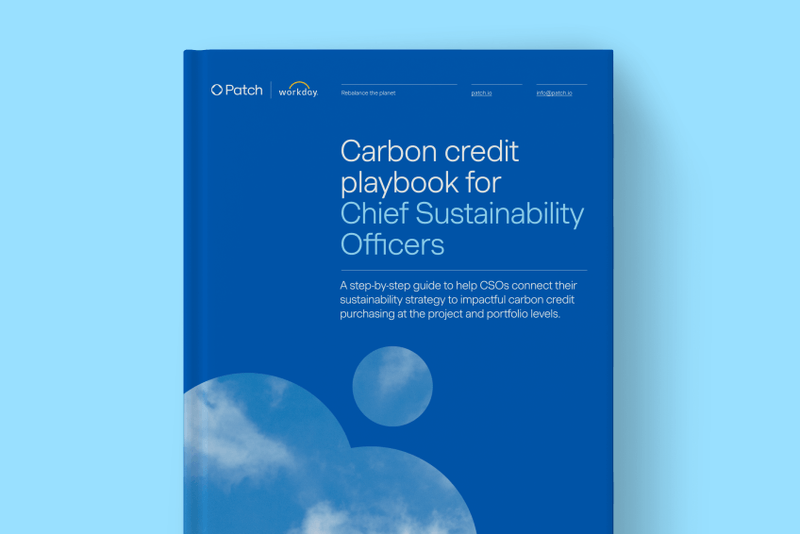 Patch
workday.
Rebalance the planet
patch.io
info@patch.io
Carbon credit
playbook for
Chief Sustainability
Officers
A step-by-step guide to help CSOs connect their
sustainability strategy to impactful carbon credit
purchasing at the project and portfolio levels.